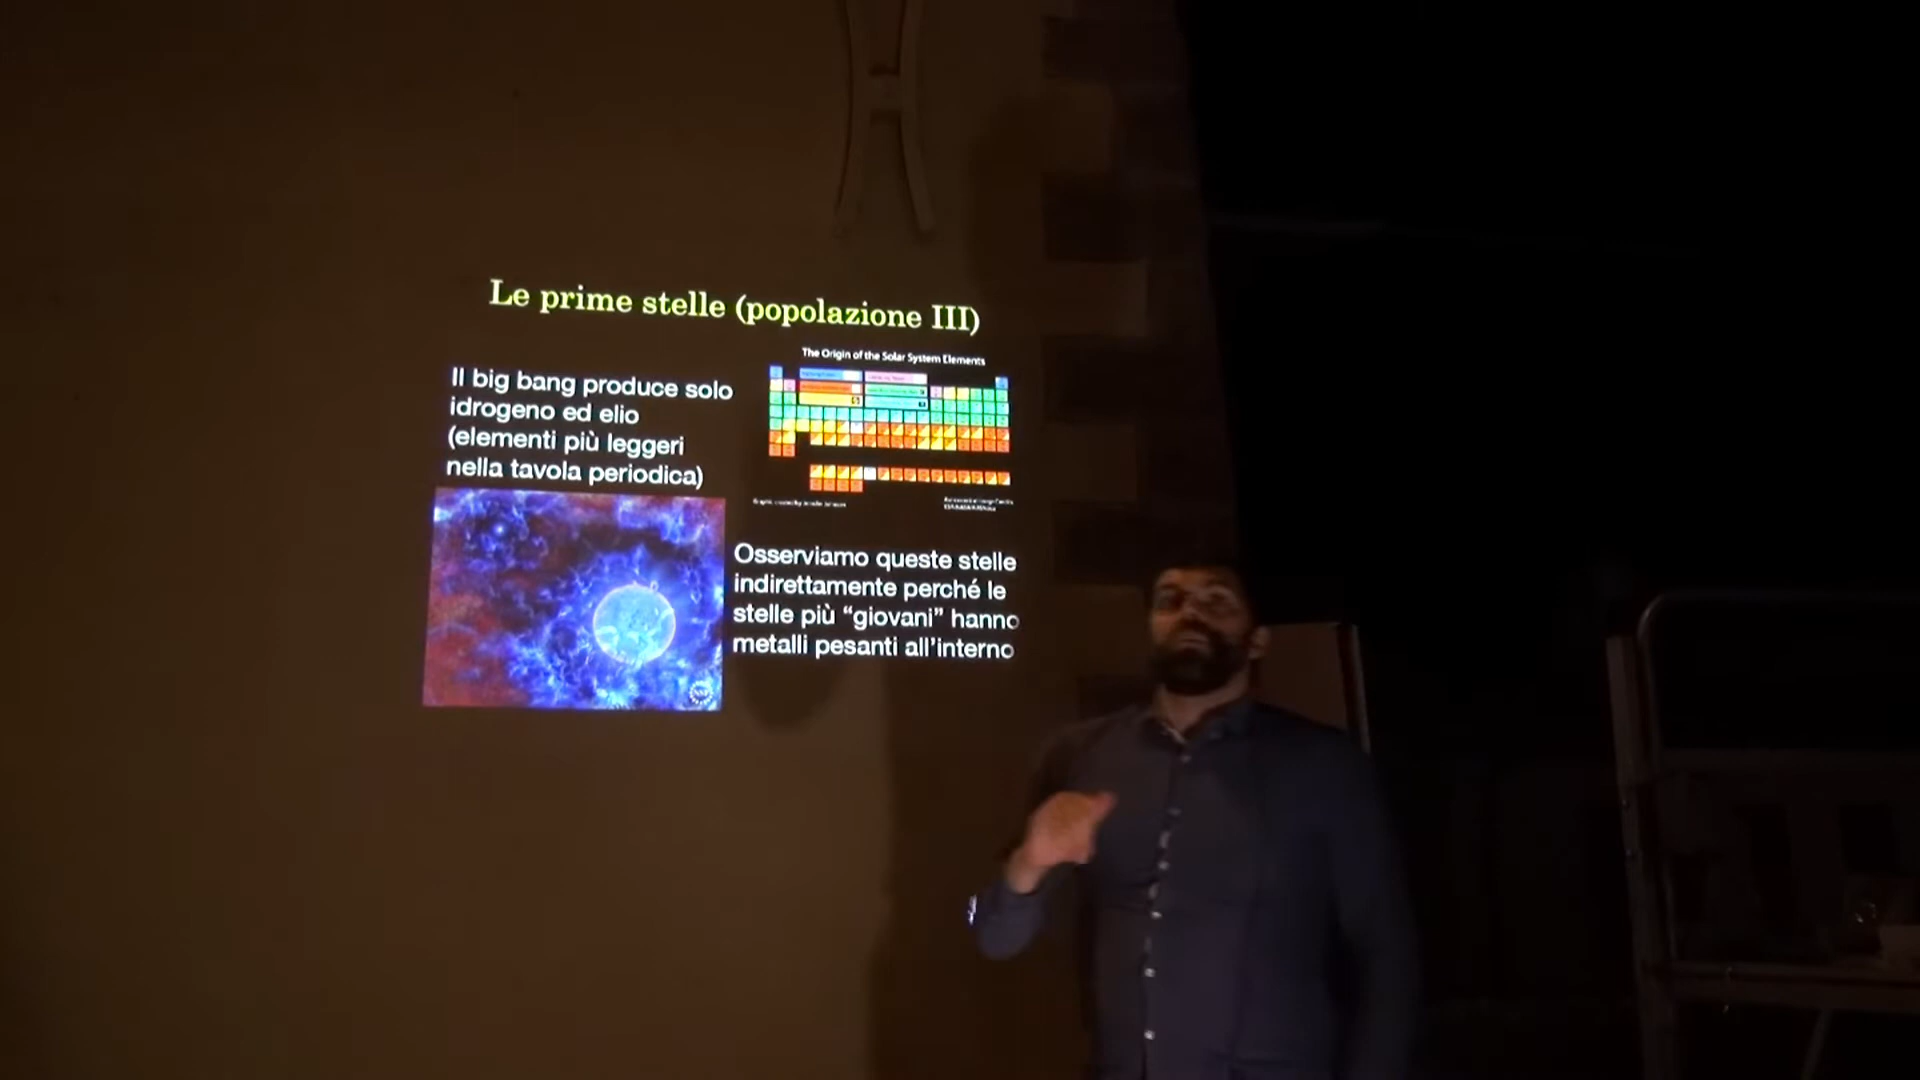 Le prime stelle (popolazione III)
Il big bang produce solo
idrogeno ed elio
(elementi più leggeri
nella tavola periodica)
The Origin of the Solar System Elements
Osserviamo queste stelle
indirettamente perché le
stelle più “giovani” hanno
metalli pesanti all’interno